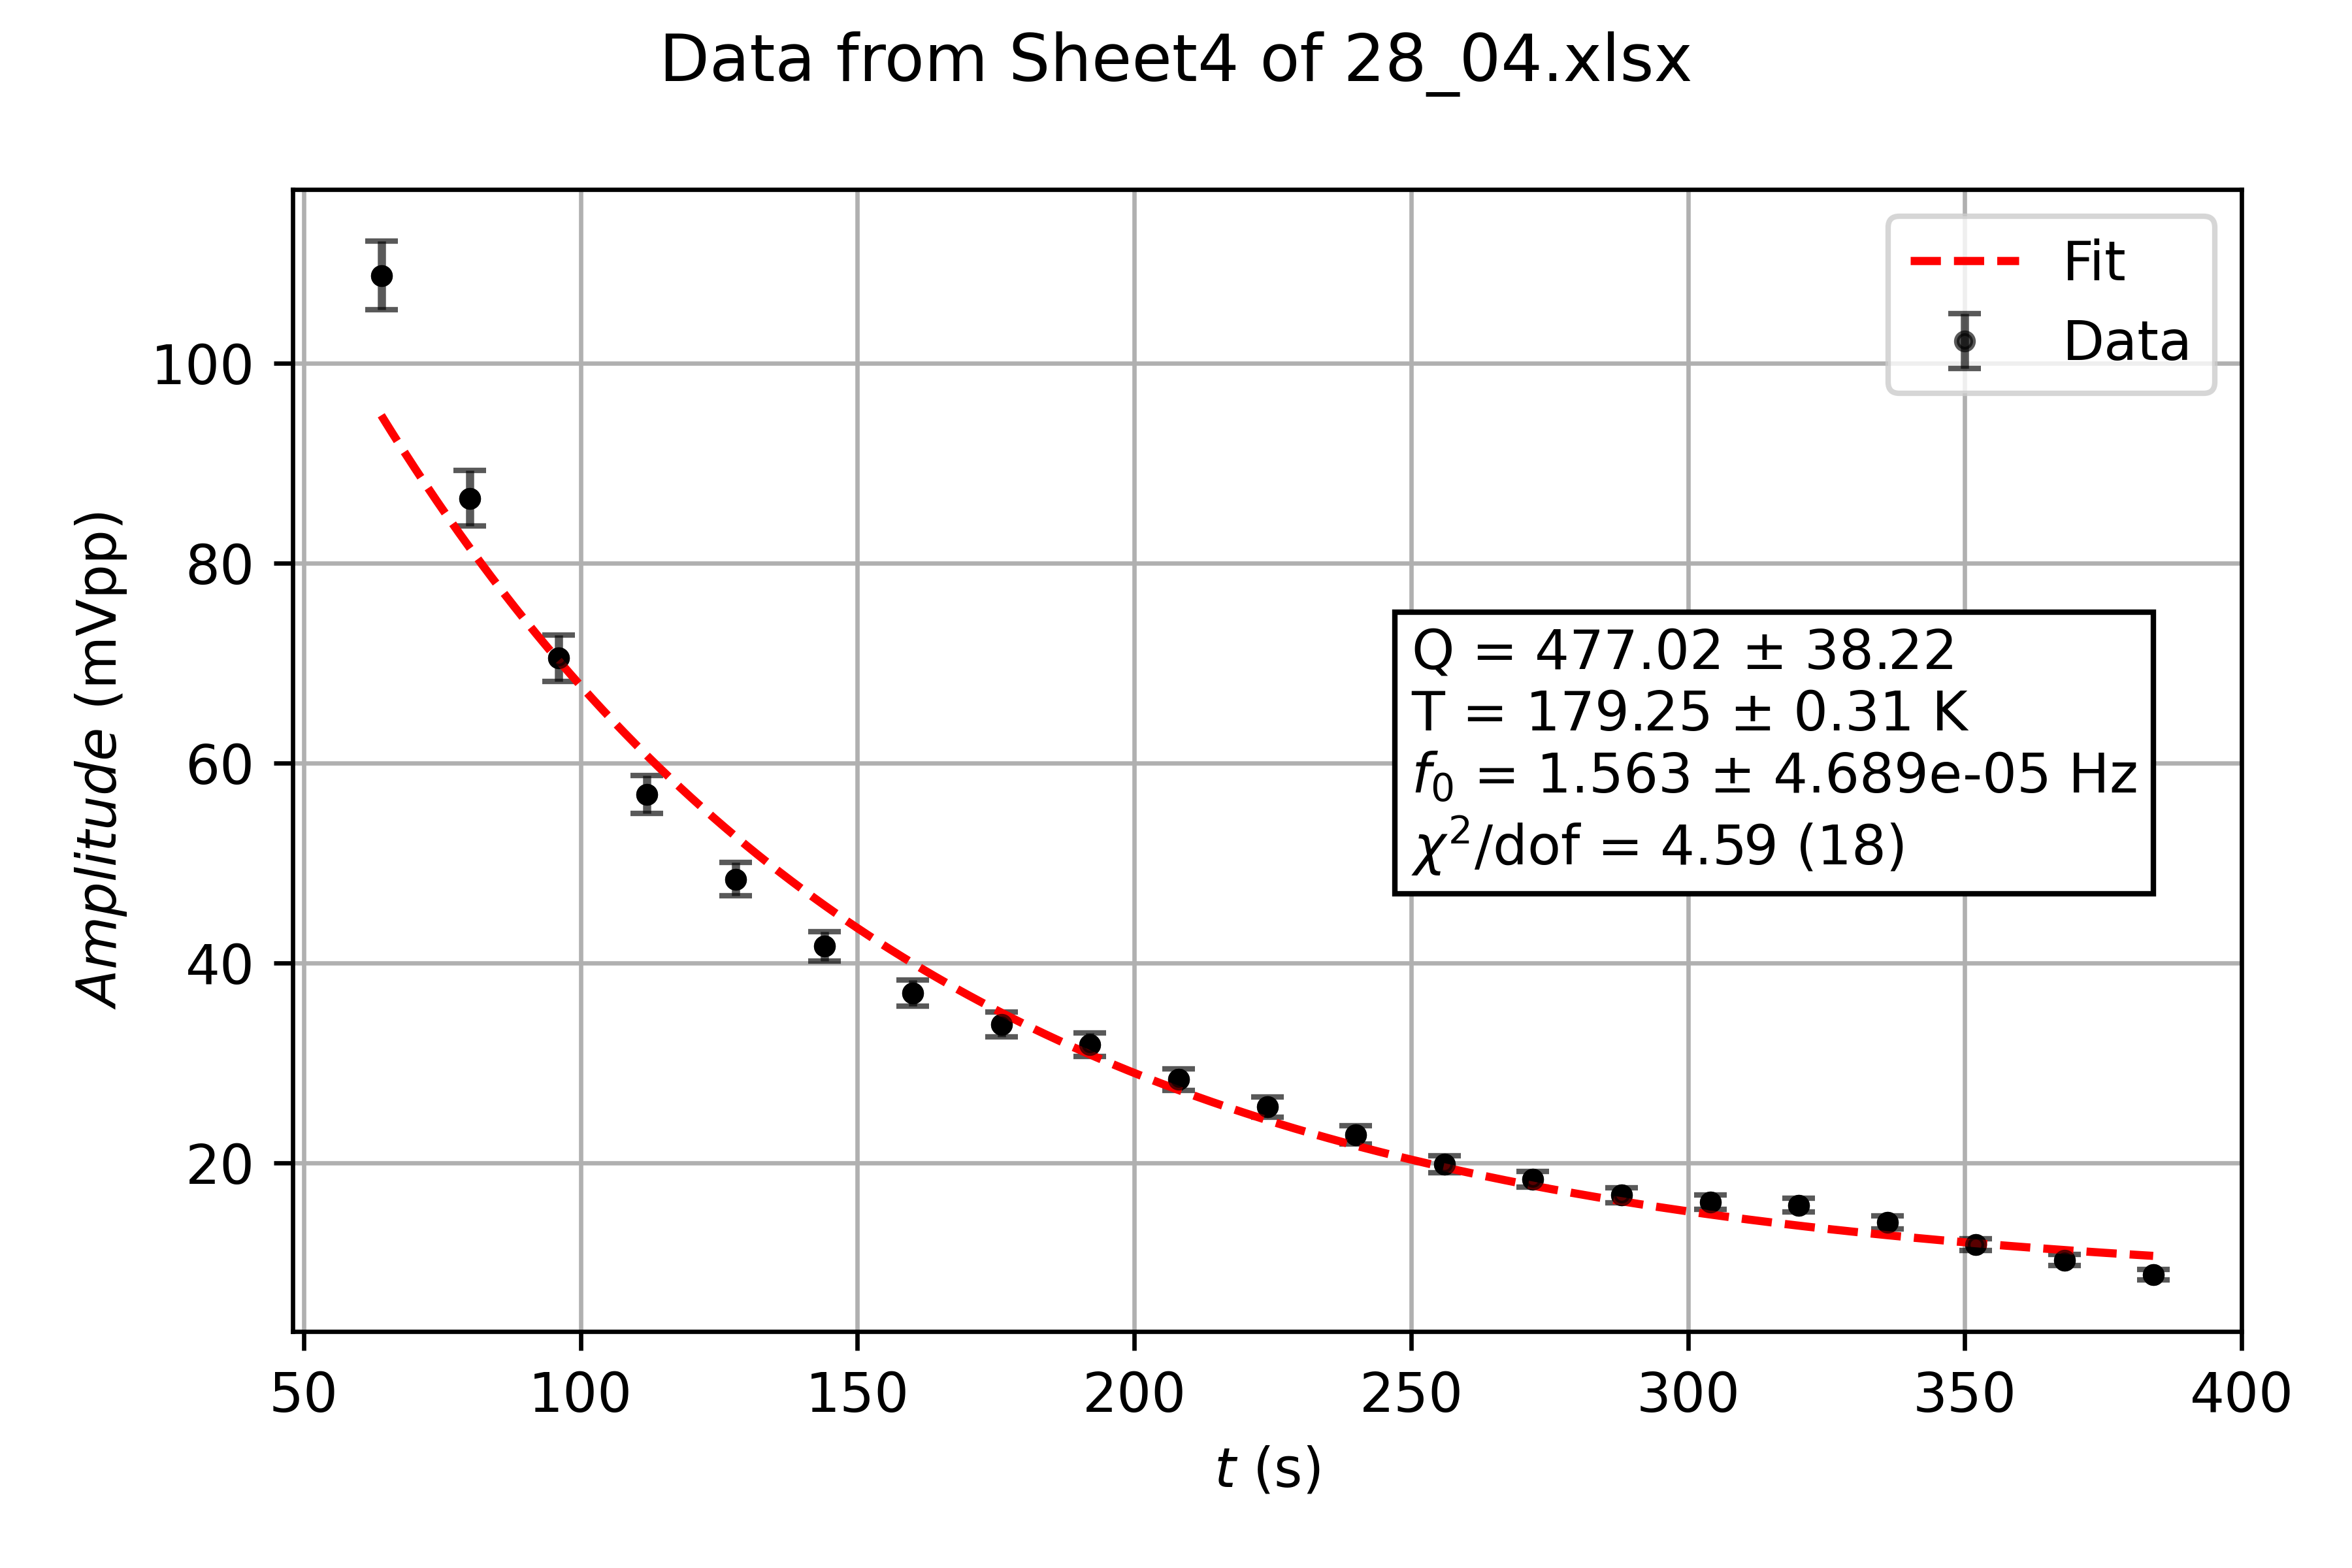 Data from Sheet4 of 28_04.xlsx
Amplitude (mVpp)
100
80
60
40
20
Fit
Data
Q = 477.02 ± 38.22
T = 179.25 ± 0.31 K
f₀ = 1.563 ± 4.689e-05 Hz
χ²/dof = 4.59 (18)
50 100 150 200 250 300 350 400
t (s)